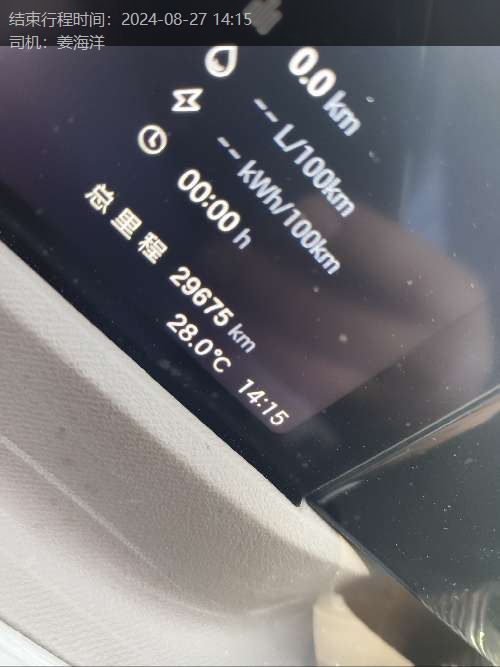 结束行程时间：2024-08-27 14:15
司机：姜海洋
0.0 km
-- L/100km
-- kWh/100km
00:00 h
总里程 29675 km
28.0°C 14:15